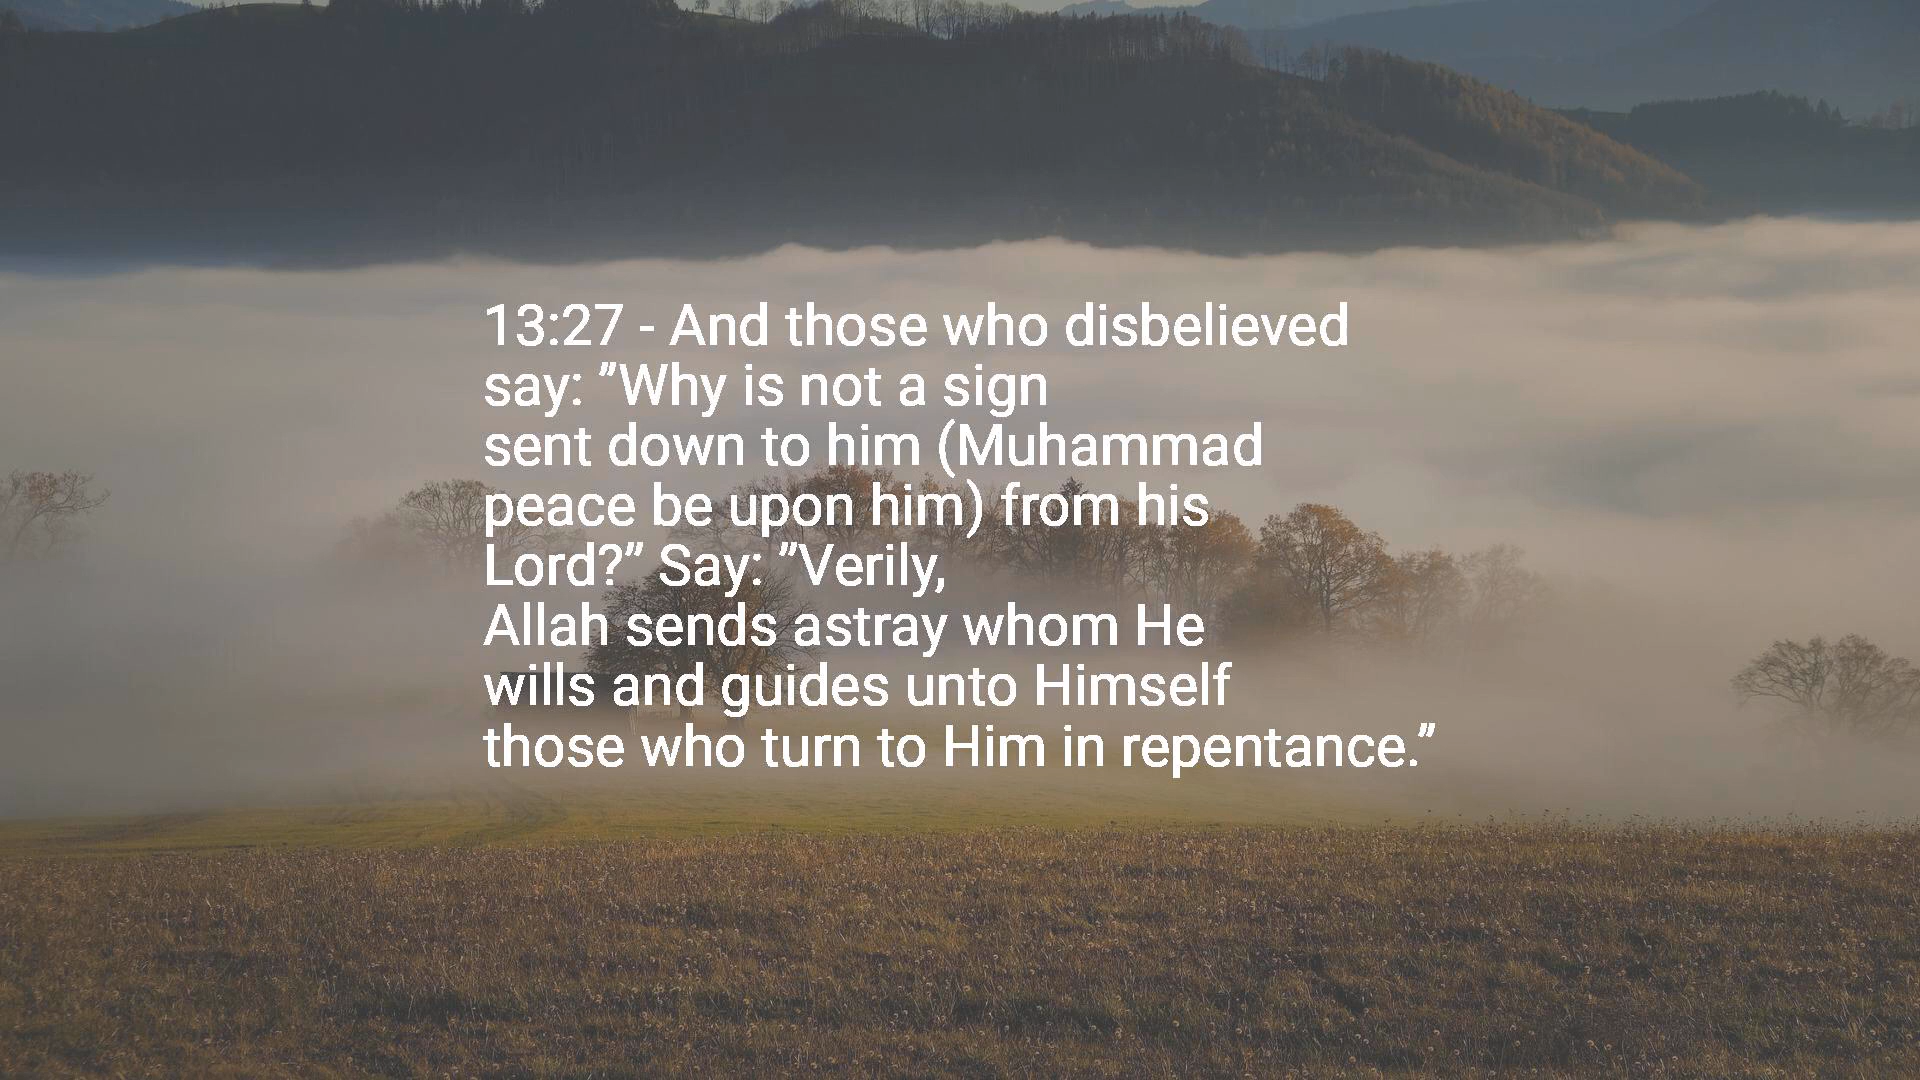 13:27 - And those who disbelieved
say: ”Why is not a sign
sent down to him (Muhammad
peace be upon him) from his
Lord?” Say: ”Verily,
Allah sends astray whom He
wills and guides unto Himself
those who turn to Him in repentance.”